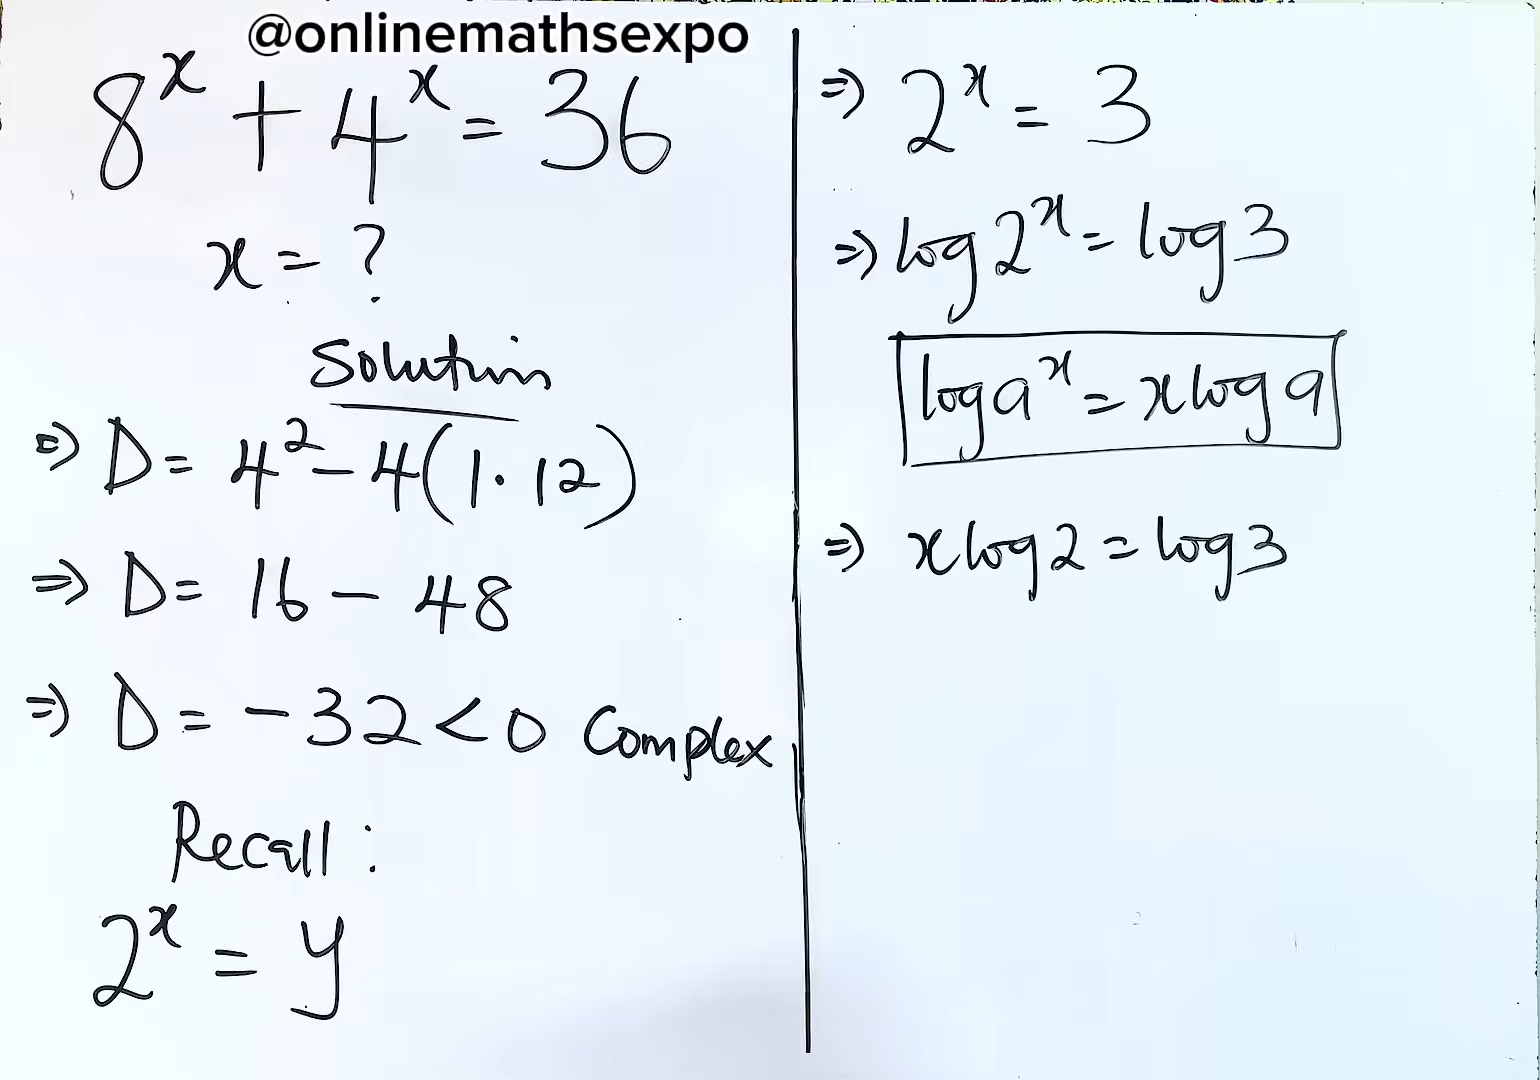 @onlinemathsexpo
8^x + 4^x = 36
x = ?
Solution
⇒ D = 4² - 4(1·12)
⇒ D = 16 - 48
⇒ D = -32 < 0 Complex
Recall:
2^x = y
⇒ 2^x = 3
⇒ log 2^x = log 3
log a^x = x log a
⇒ x log 2 = log 3